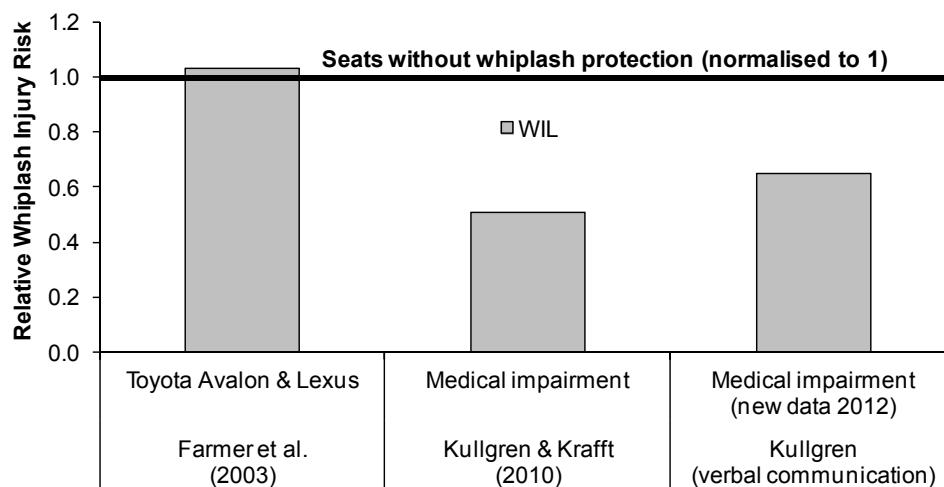 Relative Whiplash Injury Risk
1.2
1.0
0.8
0.6
0.4
0.2
0.0
Seats without whiplash protection (normalised to 1)
WIL
Toyota Avalon & Lexus
Medical impairment
Medical impairment
(new data 2012)
Farmer et al.
(2003)
Kullgren & Krafft
(2010)
Kullgren
(verbal communication)